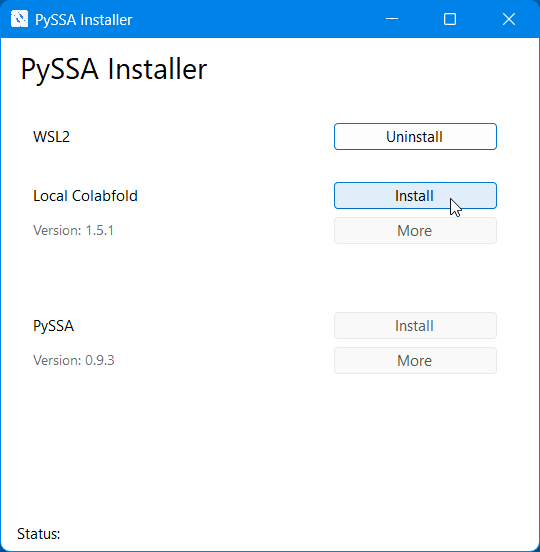 PySSA Installer
PySSA Installer
WSL2 Uninstall
Local Colabfold Install
Version: 1.5.1 More
PySSA Install
Version: 0.9.3 More
Status: